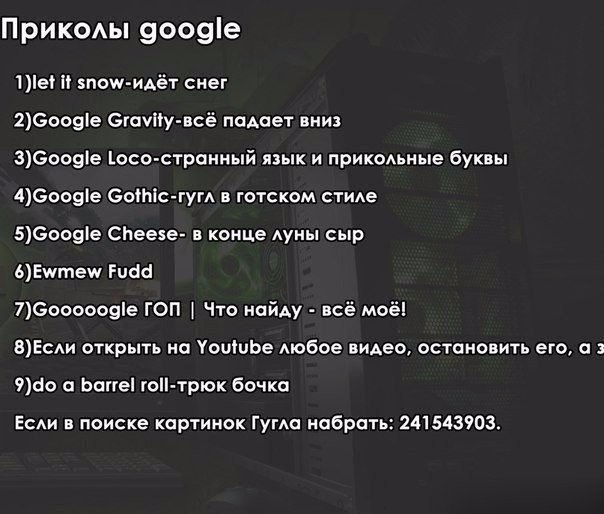 Приколы google
1)let it snow-идёт снег
2)Google Gravity-всё падает вниз
3)Google Loco-странный язык и прикольные буквы
4)Google Gothic-гугл в готском стиле
5)Google Cheese- в конце луны сыр
6)Ewmew Fudd
7)Gooooogle ГОП | Что найду - всё моё!
8)Если открыть на Youtube любое видео, остановить его, а з
9)do a barrel roll-трюк бочка
Если в поиске картинок Гугла набрать: 241543903.